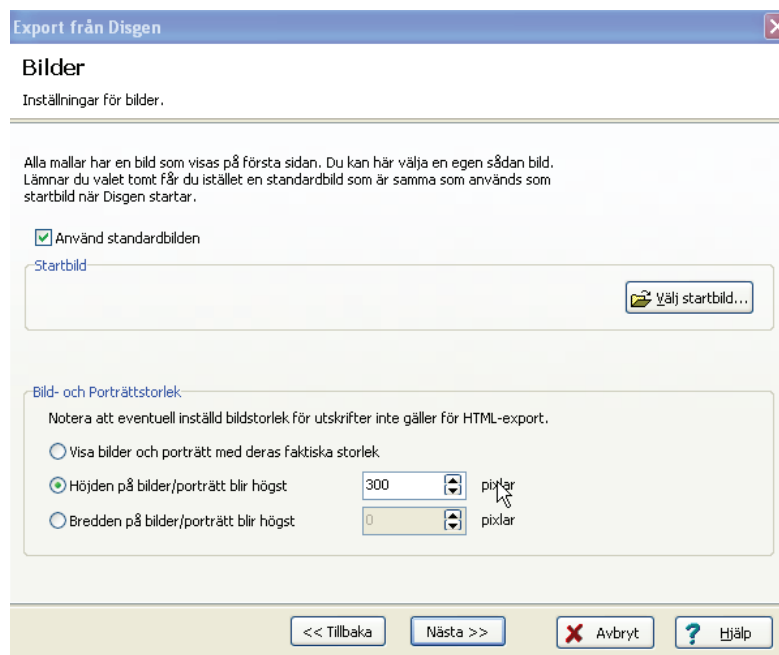 Export från Disgen
Bilder
Inställningar för bilder.
Alla mallar har en bild som visas på första sidan. Du kan här välja en egen sådan bild.
Lämnar du valet tomt får du istället en standardbild som är samma som används som
startbild när Disgen startar.
Använd standardbilden
Startbild
Välj startbild...
Bild- och Porträttstorlek
Notera att eventuell inställd bildstorlek för utskrifter inte gäller för HTML-export.
Visa bilder och porträtt med deras faktiska storlek
Höjden på bilder/porträtt blir högst 300 pixlar
Bredden på bilder/porträtt blir högst 0 pixlar
<< Tillbaka Nästa >> Avbryt Hjälp